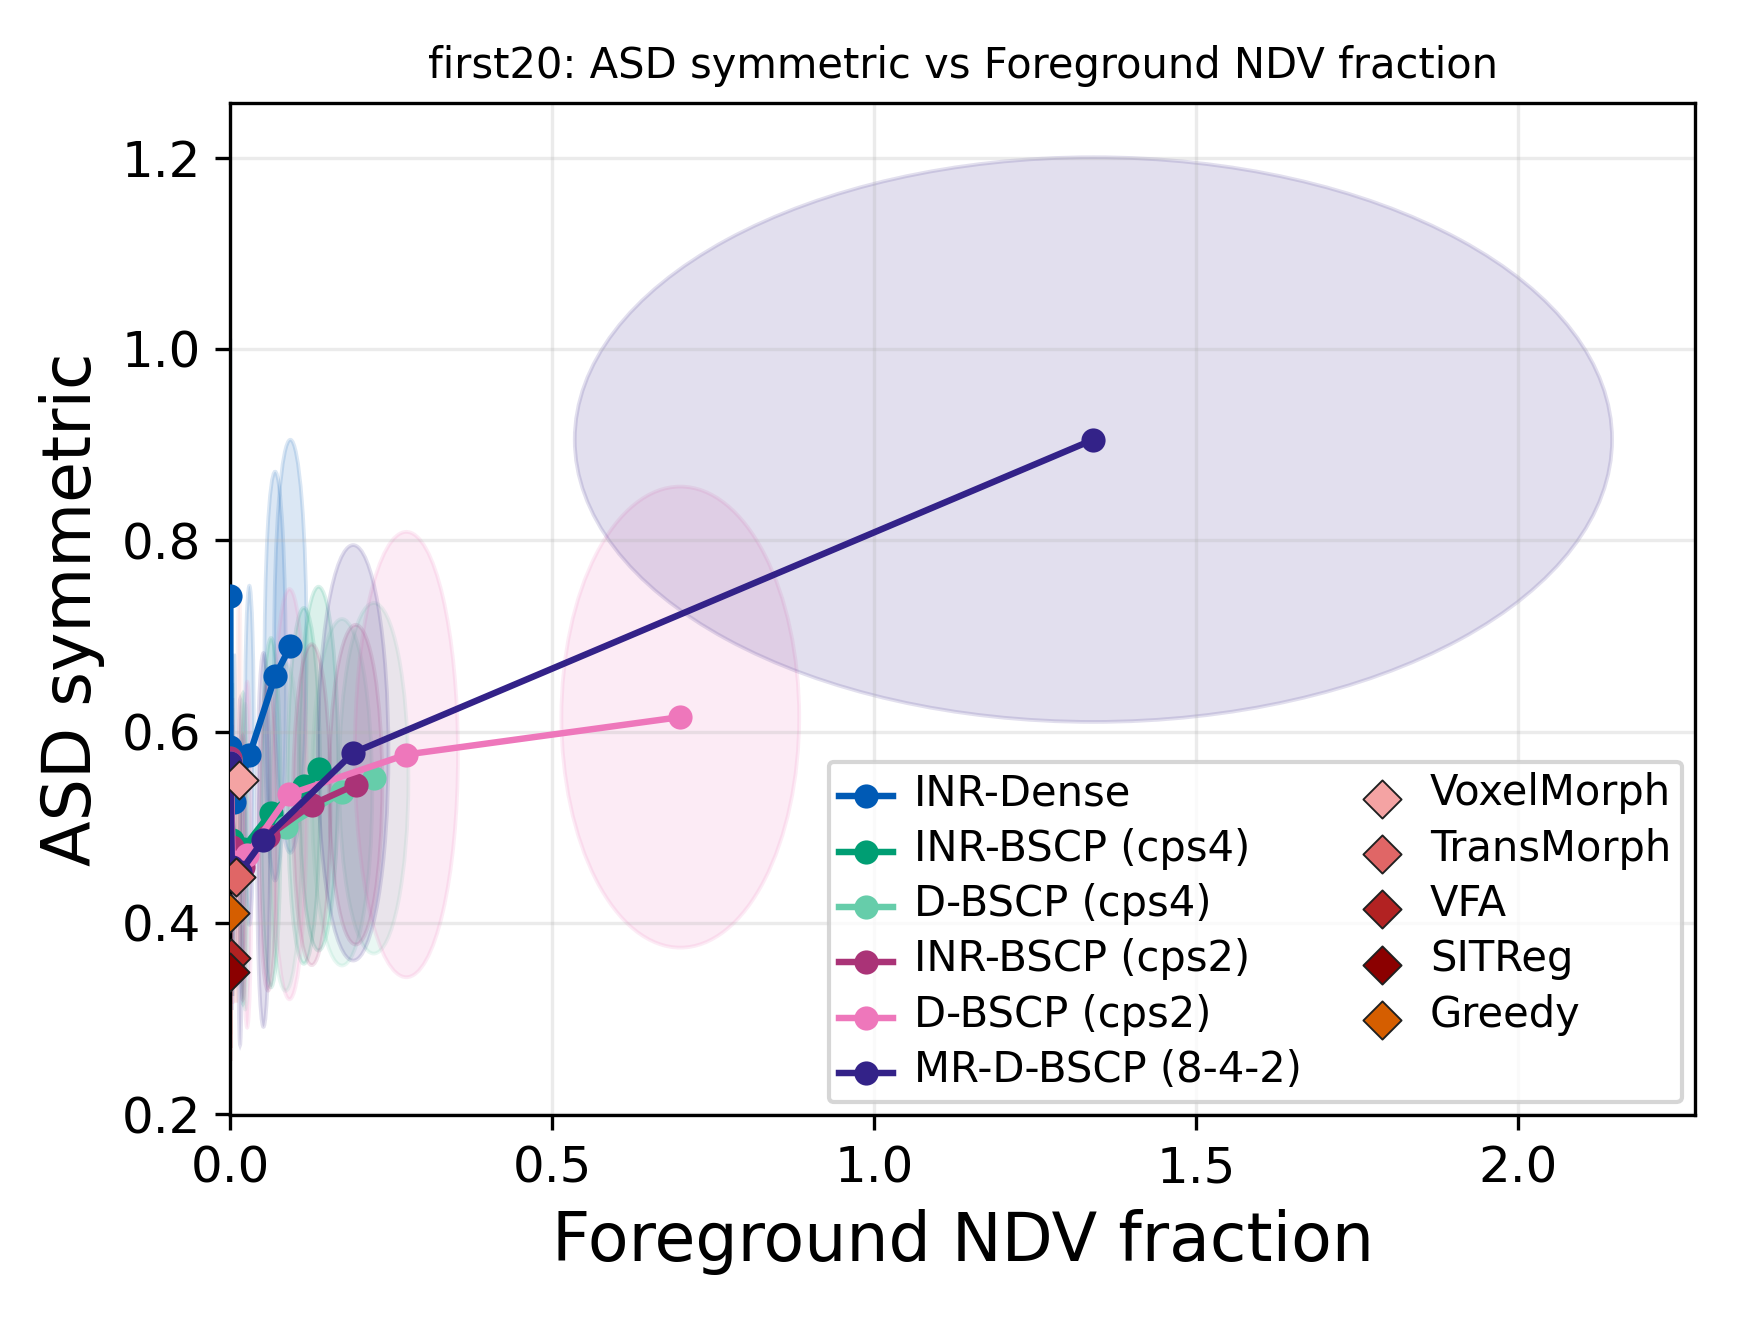 first20: ASD symmetric vs Foreground NDV fraction
ASD symmetric
1.2
1.0
0.8
0.6
0.4
0.2
0.0
0.5
1.0
1.5
2.0
Foreground NDV fraction
INR-Dense
INR-BSCP (cps4)
D-BSCP (cps4)
INR-BSCP (cps2)
D-BSCP (cps2)
MR-D-BSCP (8-4-2)
VoxelMorph
TransMorph
VFA
SITReg
Greedy